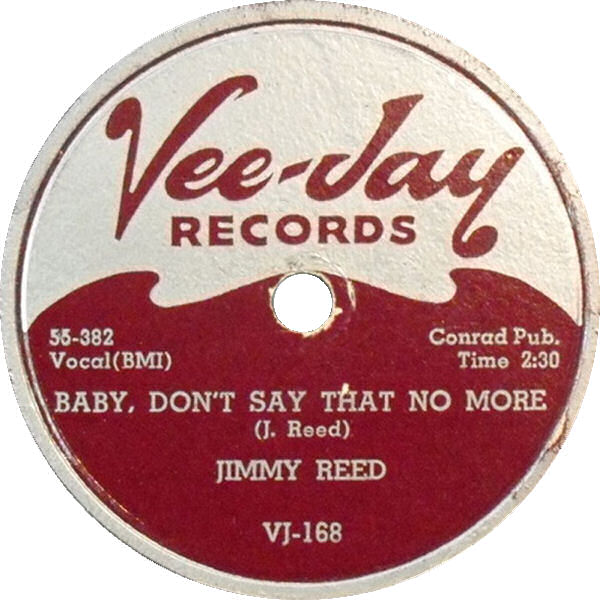 Vee-Jay
RECORDS
55-382
Conrad Pub.
Vocal(BMI)
Time 2:30
BABY, DON'T SAY THAT NO MORE
(J. Reed)
JIMMY REED
VJ-168